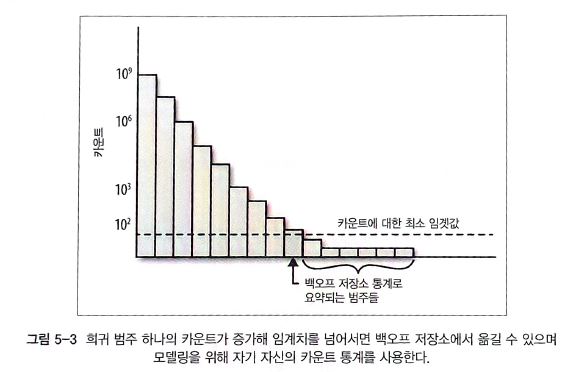 10⁹
10⁶
카운트
10³
10²
카운트에 대한 최소 임곗값
백오프 저장소 통계로
요약되는 범주들
그림 5-3 희귀 범주 하나의 카운트가 증가해 임계치를 넘어서면 백오프 저장소에서 옮길 수 있으며
모델링을 위해 자기 자신의 카운트 통계를 사용한다.